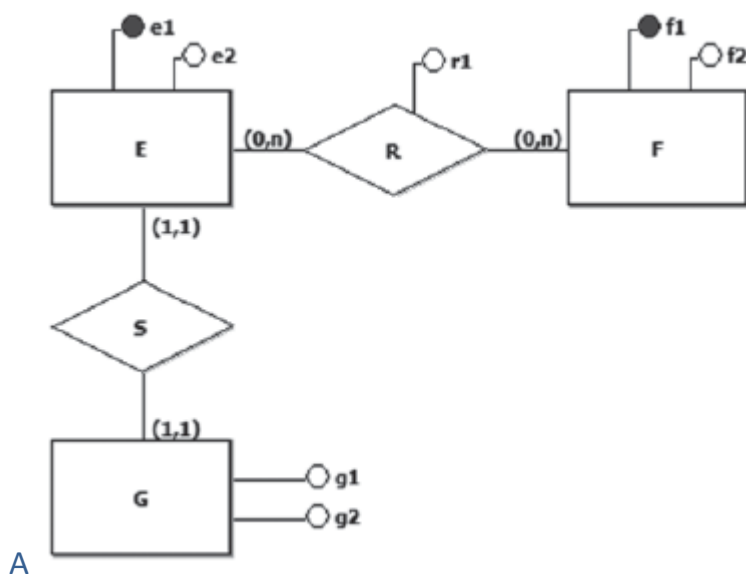 e1
f1
e2
r1
f2
E
(0,n)
R
(0,n)
F
(1,1)
S
(1,1)
G
g1
g2
A